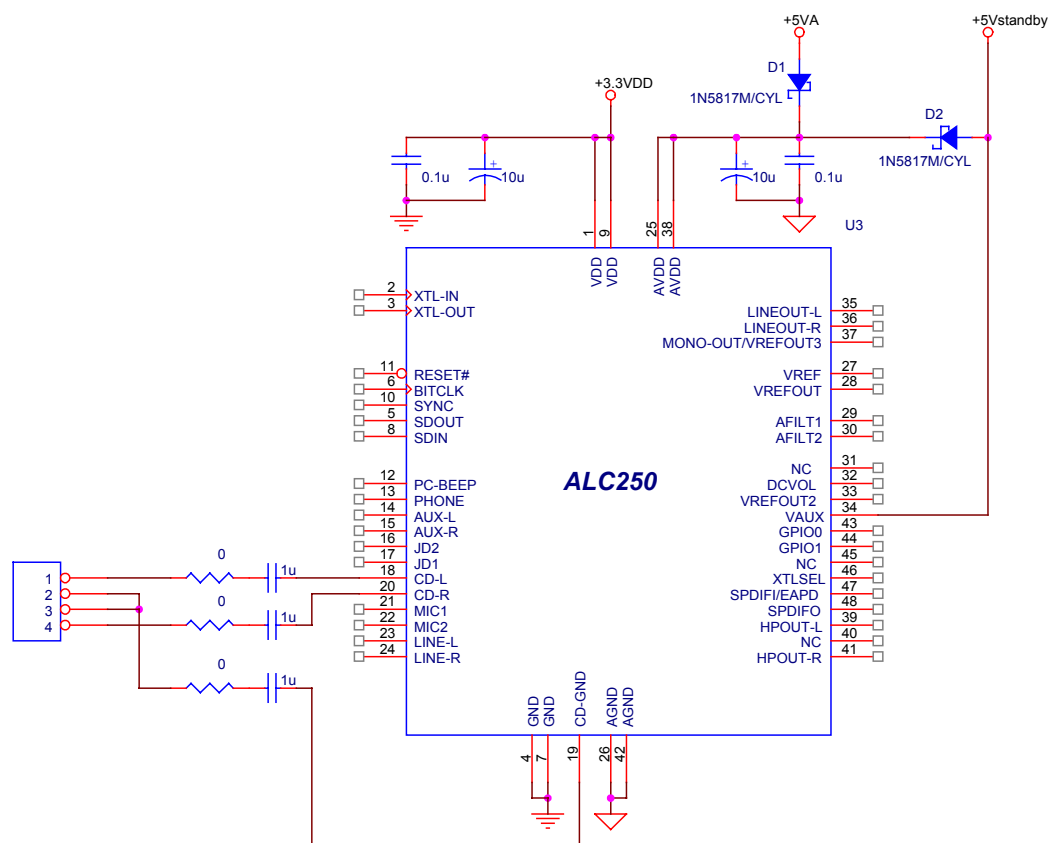 +5VA
+5Vstandby
D1
+3.3VDD
1N5817M/CYL
D2
1N5817M/CYL
0.1u
10u
10u
0.1u
U3
1
9
25
38
VDD
VDD
AVDD
AVDD
2
XTL-IN
3
XTL-OUT
11
RESET#
6
BITCLK
10
SYNC
5
SDOUT
8
SDIN
12
PC-BEEP
13
PHONE
14
AUX-L
15
AUX-R
16
JD2
17
JD1
18
CD-L
20
CD-R
21
MIC1
22
MIC2
23
LINE-L
24
LINE-R
ALC250
LINEOUT-L
35
LINEOUT-R
36
MONO-OUT/VREFOUT3
37
VREF
27
VREFOUT
28
AFILT1
29
AFILT2
30
NC
31
DCVOL
32
VREFOUT2
33
VAUX
34
GPIO0
43
GPIO1
44
NC
45
XTLSEL
46
SPDIFI/EAPD
47
SPDIFO
48
HPOUT-L
39
NC
40
HPOUT-R
41
0
1u
1
2
3
4
0
1u
0
1u
GND
GND
CD-GND
AGND
AGND
4
7
19
26
42